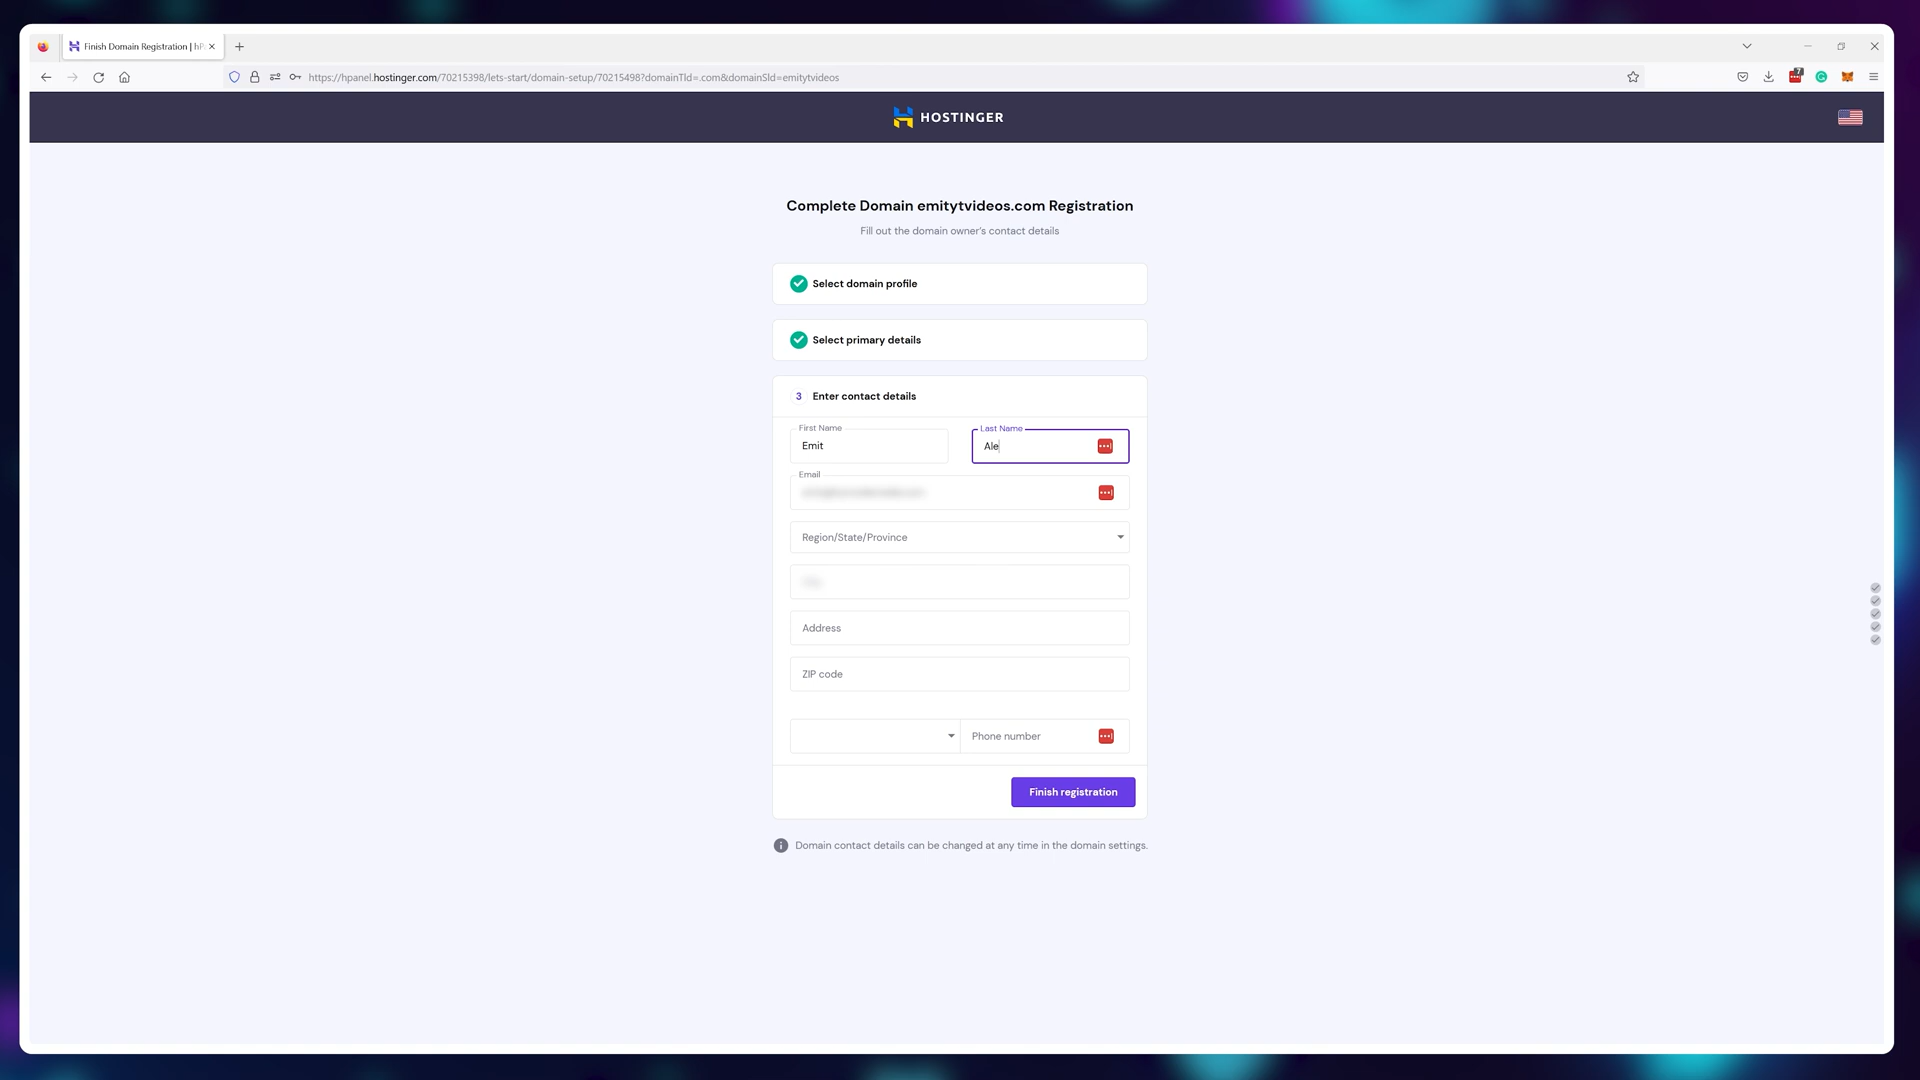 Finish Domain Registration | hP
https://hpanel.hostinger.com/70215398/lets-start/domain-setup/70215498?domainTld=.com&domainSld=emitytvideos
7
HOSTINGER
Complete Domain emitytvideos.com Registration
Fill out the domain owner's contact details
Select domain profile
Select primary details
3 Enter contact details
First Name
Emit
Last Name
Ale
Email
Region/State/Province
Address
ZIP code
Phone number
Finish registration
Domain contact details can be changed at any time in the domain settings.